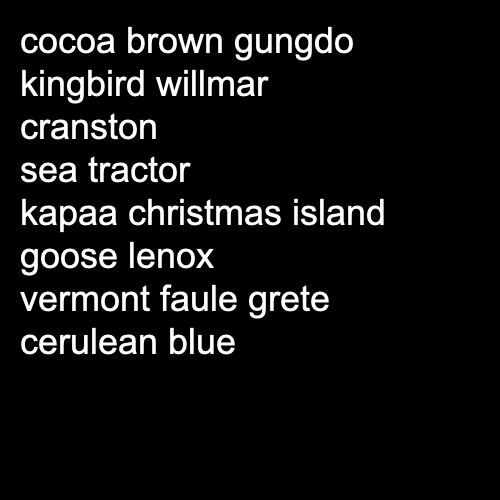 cocoa brown gungdo
kingbird willmar
cranston
sea tractor
kapaa christmas island
goose lenox
vermont faule grete
cerulean blue